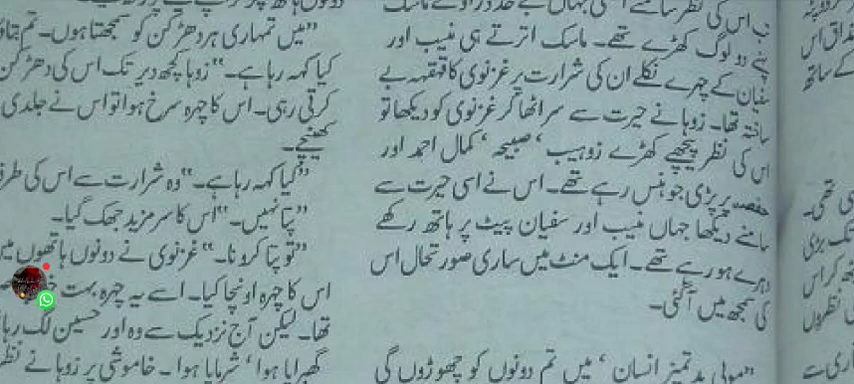 اس کی نظر سامنے
پنے دو لوگ کھڑے تھے۔ ماسک اترتے ہی منیب اور
سفیان کے چہرے نکلے ان کی شرارت پر غزنوی کا قہقہہ بے
ساختہ تھا۔ زوہا نے حیرت سے سر اٹھا کر غزنوی کو دیکھا تو
اس کی نظر پیچھے کھڑے زوہیب ‘ صبیحہ ‘ کمال احمد اور
حفصہ پر پڑی جو ہنس رہے تھے۔ اس نے اسی حیرت سے
سامنے دیکھا جہاں منیب اور سفیان پیٹ پر ہاتھ رکھے
دہرے ہو رہے تھے۔ ایک منٹ میں ساری صورتحال اس
کی سمجھ میں آگئی۔
بدتمیز انسان ‘ میں تم دونوں کو چھوڑوں گی
”میں تمہاری ہر دھڑکن کو سمجھتا ہوں۔ تم بتاؤ
کیا کہہ رہا ہے۔“ زوہا کچھ دیر تک اس کی دھڑکن
کرتی رہی۔ اس کا چہرہ سرخ ہوا تو اس نے جلدی
کھینچے۔
”کیا کہہ رہا ہے۔“ وہ شرارت سے اس کی طرف
”پتا نہیں۔“ اس کا سر مزید جھک گیا۔
”تو پتا کرو نا۔“ غزنوی نے دونوں ہاتھوں میں
اس کا چہرہ اونچا کیا۔ اسے یہ چہرہ بہت
تھا۔ لیکن آج نزدیک سے وہ اور حسین لگ رہا
گھبرایا ہوا ‘ شرمایا ہوا۔ خاموشی پر زوہا نے نظر